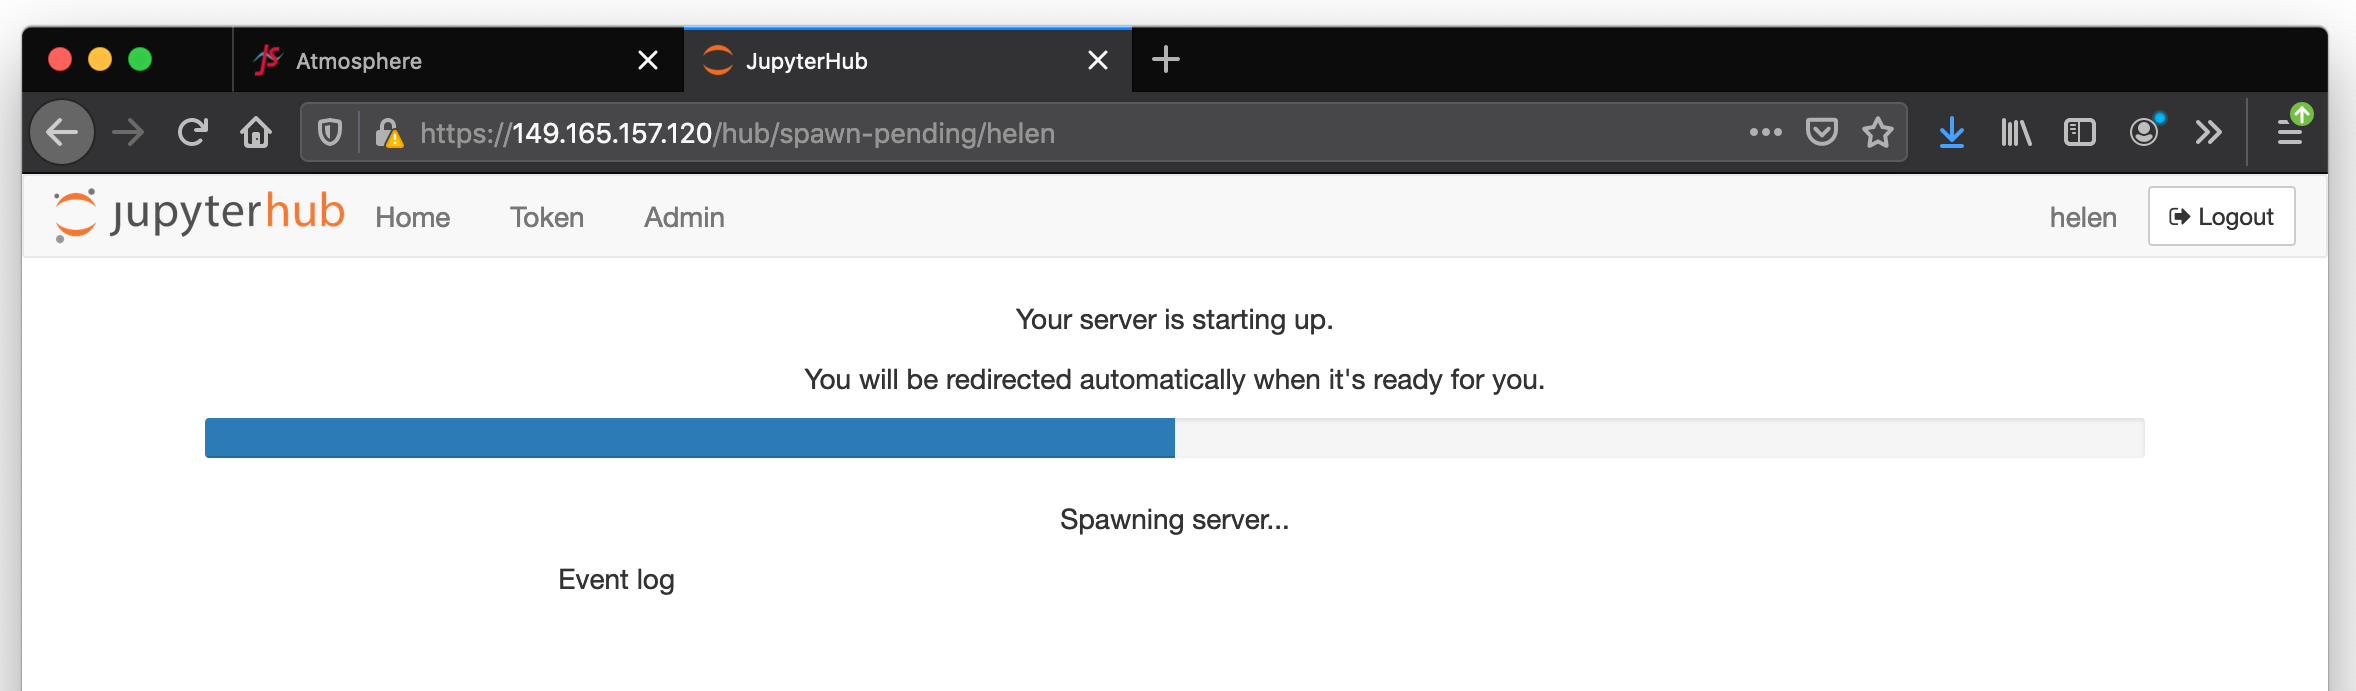 Atmosphere
JupyterHub
https://149.165.157.120/hub/spawn-pending/helen
jupyterhub Home Token Admin helen Logout
Your server is starting up.
You will be redirected automatically when it's ready for you.
Spawning server...
Event log